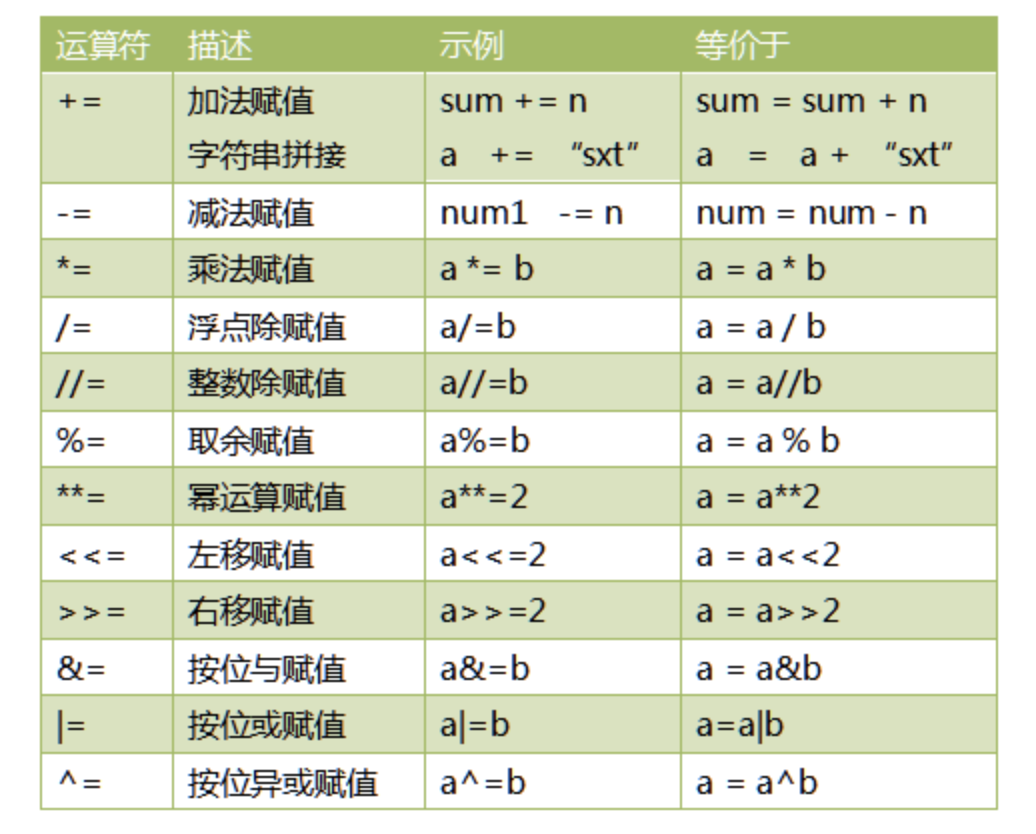 运算符 描述 示例 等价于
+= 加法赋值 sum += n sum = sum + n
字符串拼接 a += “sxt” a = a + “sxt”
-= 减法赋值 num1 -= n num = num - n
*= 乘法赋值 a *= b a = a * b
/= 浮点除赋值 a/=b a = a / b
//= 整数除赋值 a//=b a = a//b
%= 取余赋值 a%=b a = a % b
**= 幂运算赋值 a**=2 a = a**2
<<= 左移赋值 a<<=2 a = a<<2
>>= 右移赋值 a>>=2 a = a>>2
&= 按位与赋值 a&=b a = a&b
|= 按位或赋值 a|=b a=a|b
^= 按位异或赋值 a^=b a = a^b